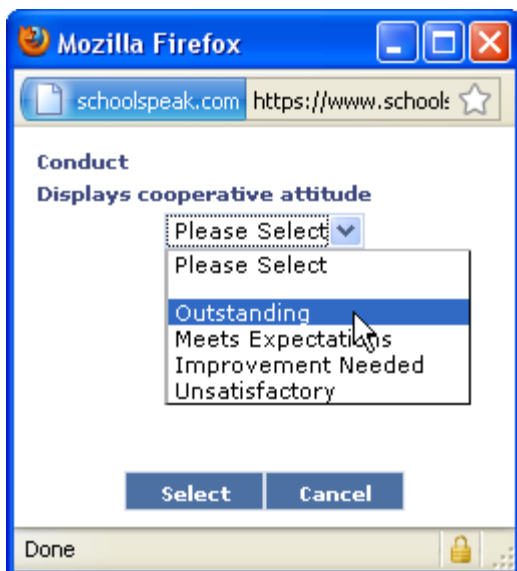 Mozilla Firefox
schoolspeak.com https://www.school
Conduct
Displays cooperative attitude
Please Select
Please Select
Outstanding
Meets Expectations
Improvement Needed
Unsatisfactory
Select Cancel
Done